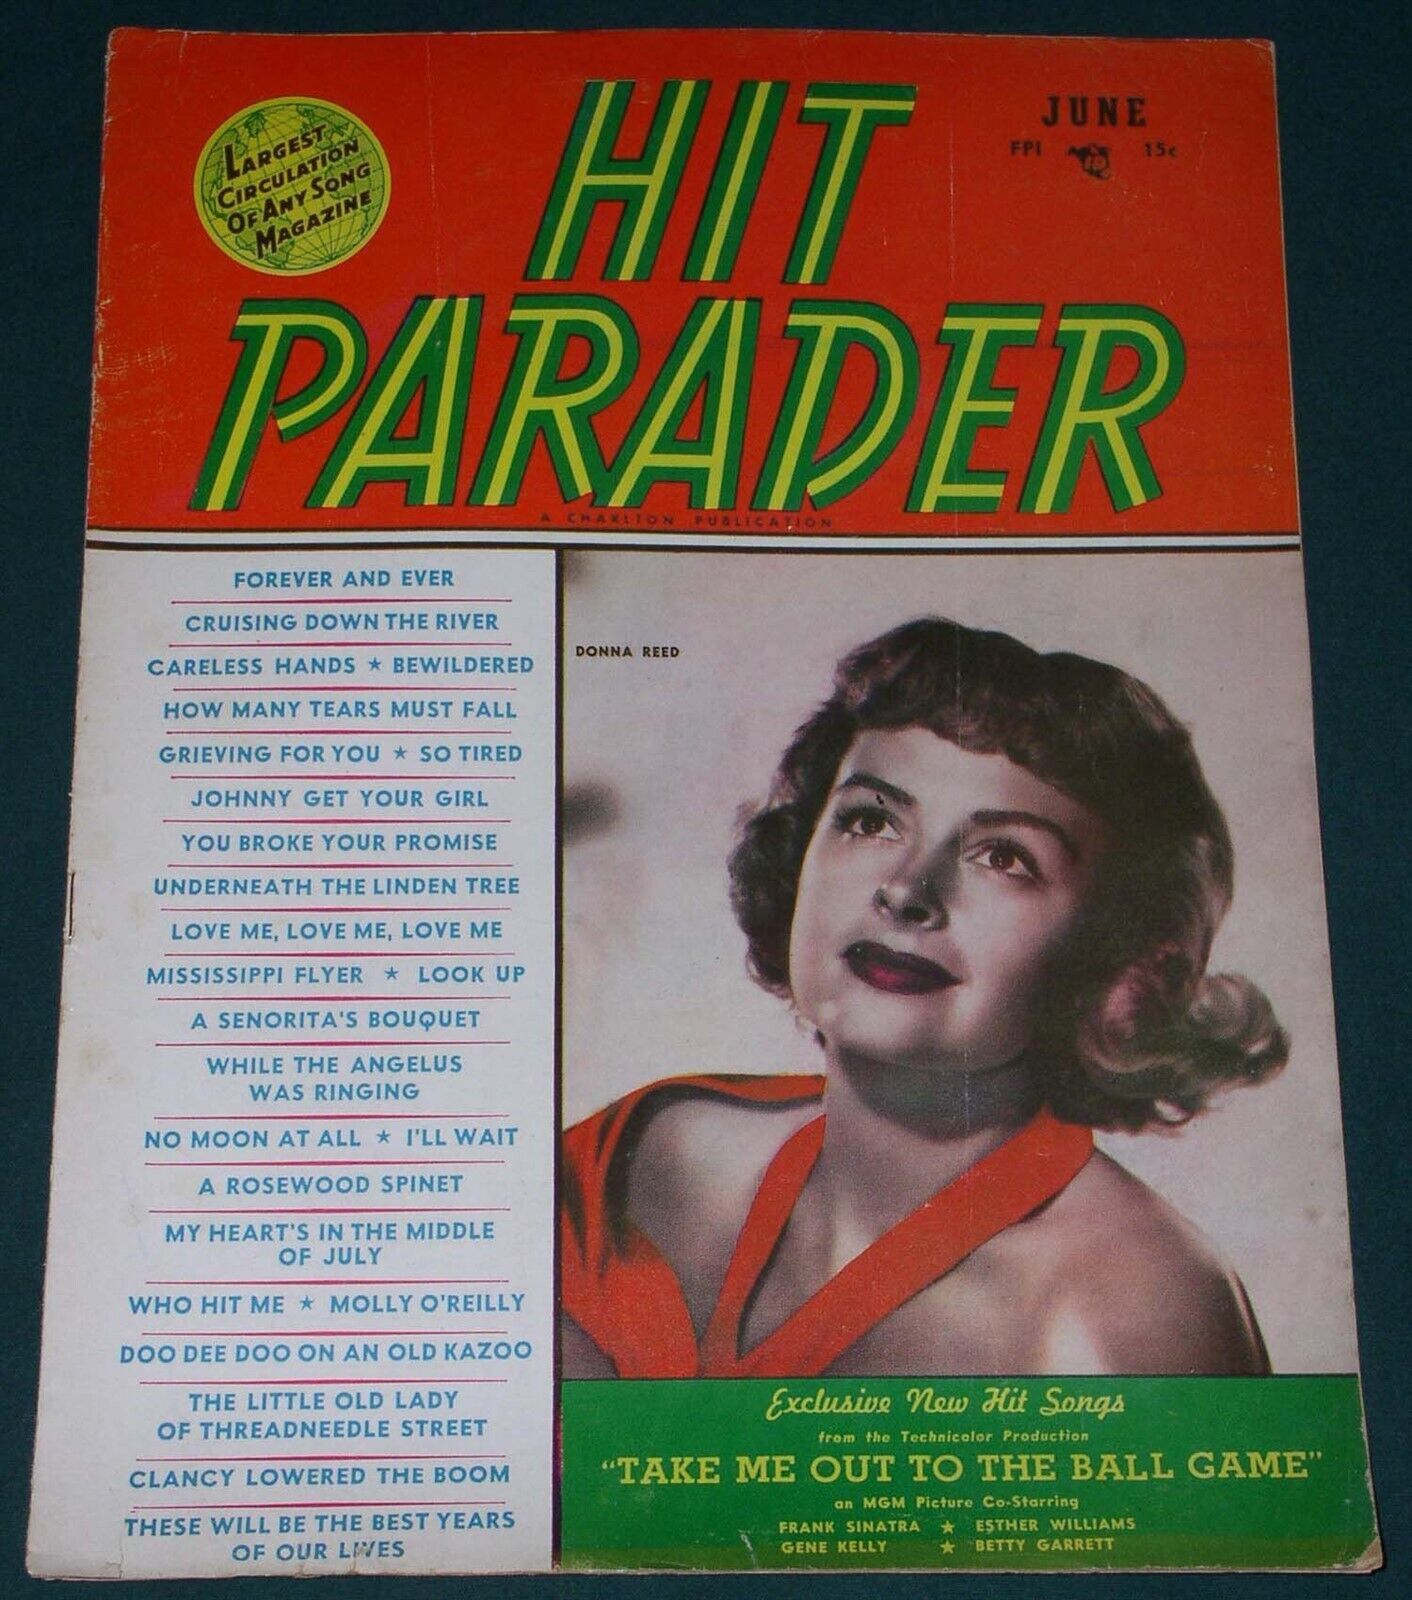 LARGEST
CIRCULATION
OF ANY SONG
MAGAZINE
HIT
PARADER
JUNE
FPI 15c
A CHARLTON PUBLICATION
FOREVER AND EVER
CRUISING DOWN THE RIVER
CARELESS HANDS ★ BEWILDERED
HOW MANY TEARS MUST FALL
GRIEVING FOR YOU ★ SO TIRED
JOHNNY GET YOUR GIRL
YOU BROKE YOUR PROMISE
UNDERNEATH THE LINDEN TREE
LOVE ME, LOVE ME, LOVE ME
MISSISSIPPI FLYER ★ LOOK UP
A SENORITA'S BOUQUET
WHILE THE ANGELUS
WAS RINGING
NO MOON AT ALL ★ I'LL WAIT
A ROSEWOOD SPINET
MY HEART'S IN THE MIDDLE
OF JULY
WHO HIT ME ★ MOLLY O'REILLY
DOO DEE DOO ON AN OLD KAZOO
THE LITTLE OLD LADY
OF THREADNEEDLE STREET
CLANCY LOWERED THE BOOM
THESE WILL BE THE BEST YEARS
OF OUR LIVES
DONNA REED
Exclusive New Hit Songs
from the Technicolor Production
"TAKE ME OUT TO THE BALL GAME"
an MGM Picture Co-Starring
FRANK SINATRA ★ ESTHER WILLIAMS
GENE KELLY ★ BETTY GARRETT